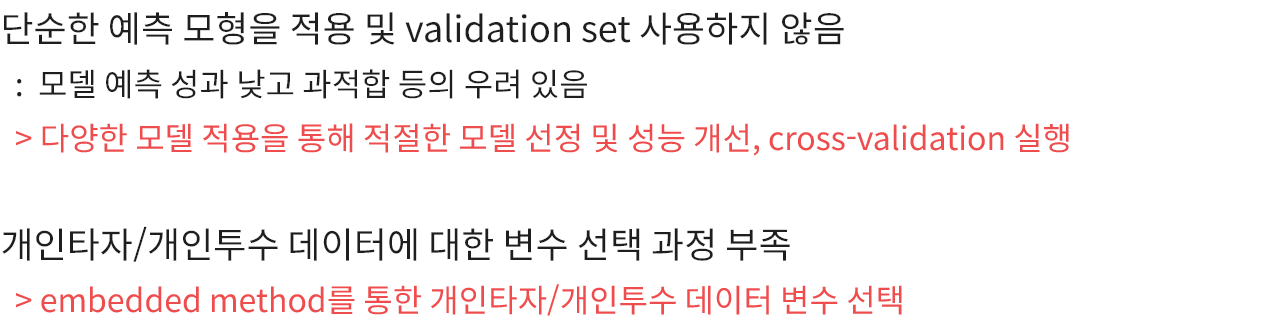 단순한 예측 모형을 적용 및 validation set 사용하지 않음
: 모델 예측 성과 낮고 과적합 등의 우려 있음
> 다양한 모델 적용을 통해 적절한 모델 선정 및 성능 개선, cross-validation 실행
개인타자/개인투수 데이터에 대한 변수 선택 과정 부족
> embedded method를 통한 개인타자/개인투수 데이터 변수 선택